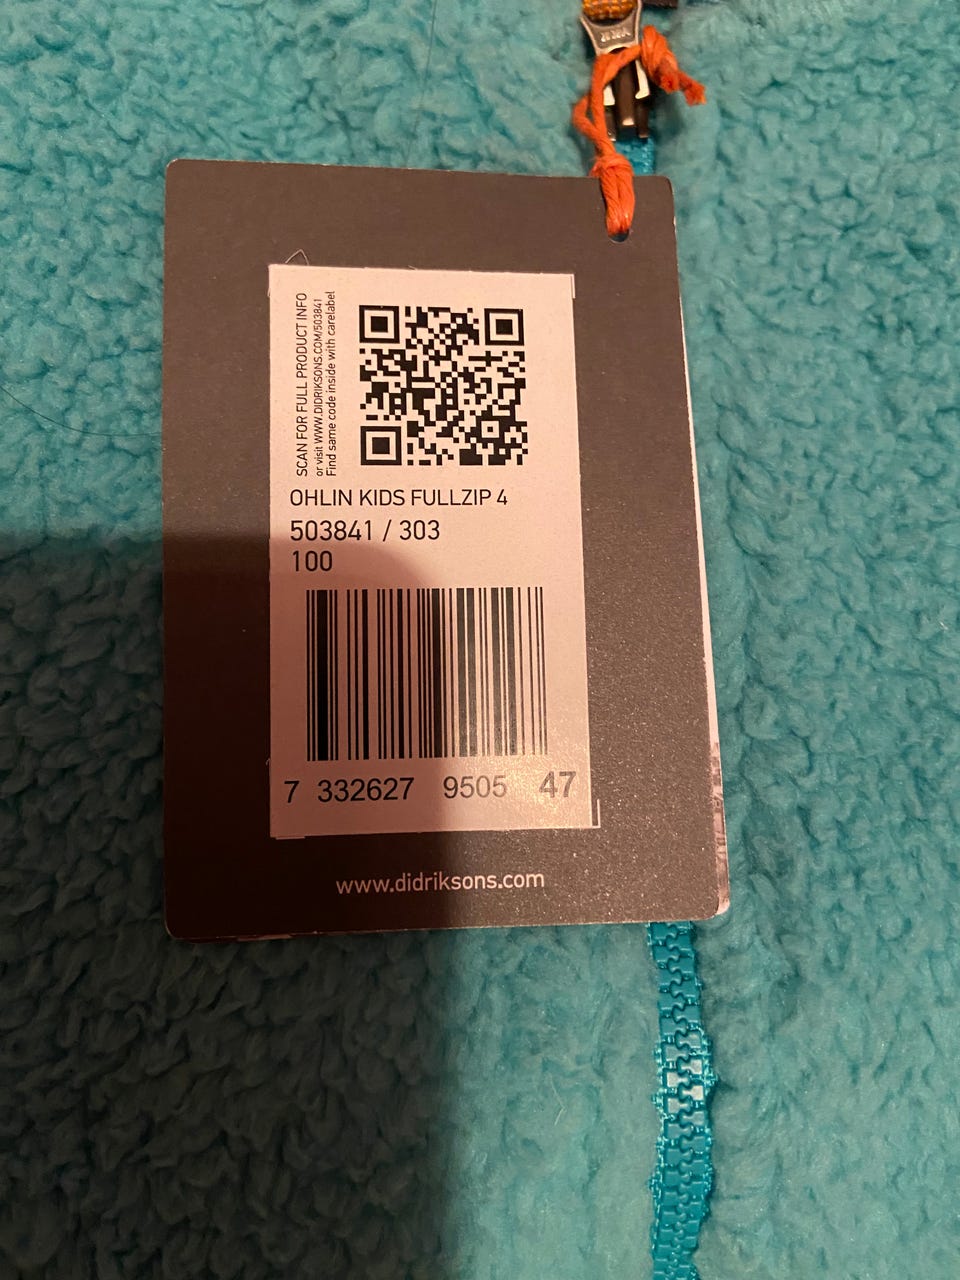 YKK
SCAN FOR FULL PRODUCT INFO
or visit WWW.DIDRIKSONS.COM/503841
Find same code inside with carelabel
OHLIN KIDS FULLZIP 4
503841 / 303
100
7 332627 9505 47
www.didriksons.com